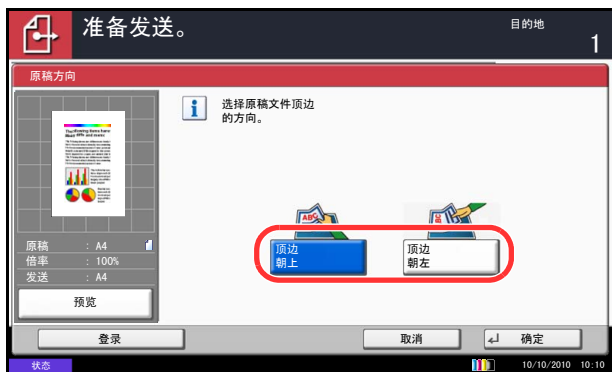 准备发送。
目的地
1
原稿方向
选择原稿文件顶边
的方向。
ABC
原� : A4
倍率 : 100%
发送 : A4
预览
顶边
朝上
顶边
朝左
登录
取消
确定
状态
10/10/2010 10:10